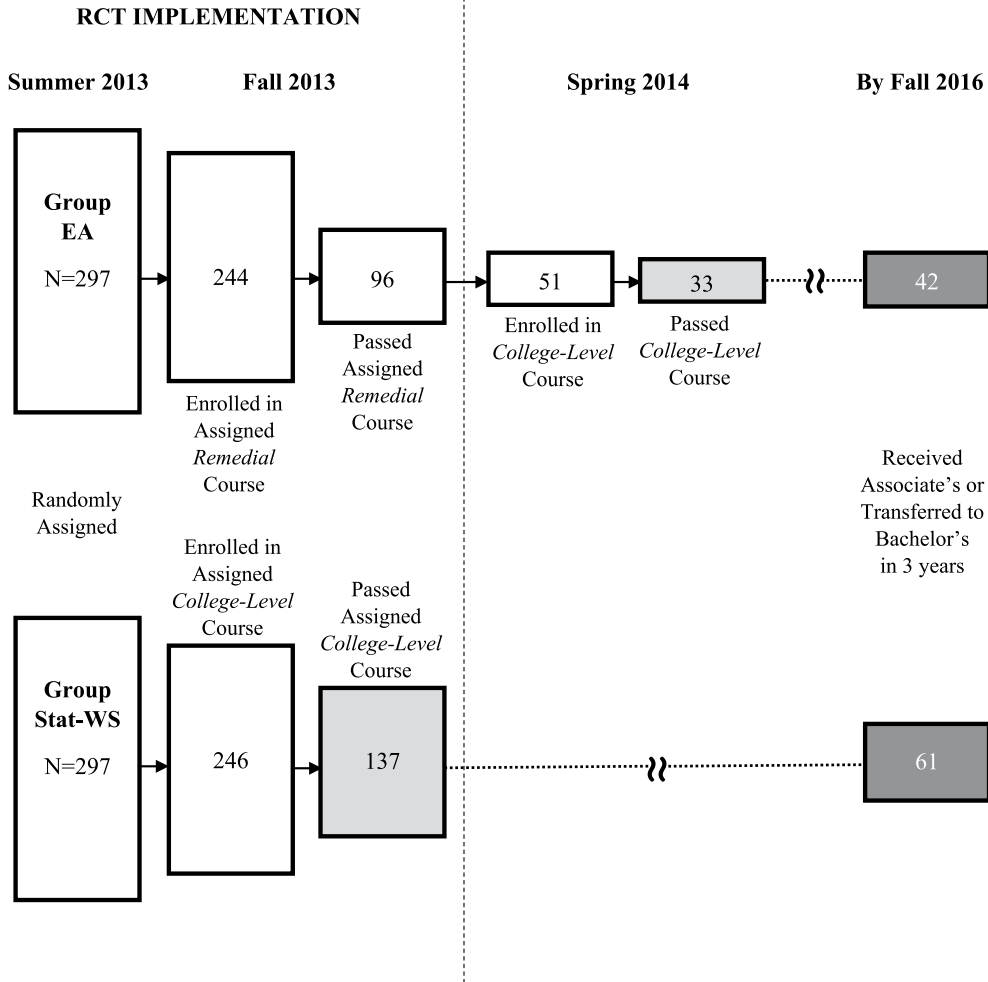 RCT IMPLEMENTATION
Summer 2013
Fall 2013
Spring 2014
By Fall 2016
Group
EA
N=297
244
Enrolled in
Assigned
Remedial
Course
96
Passed
Assigned
Remedial
Course
51
Enrolled in
College-Level
Course
33
Passed
College-Level
Course
42
Randomly
Assigned
Received
Associate’s or
Transferred to
Bachelor’s
in 3 years
Group
Stat-WS
N=297
Enrolled in
Assigned
College-Level
Course
246
Passed
Assigned
College-Level
Course
137
61